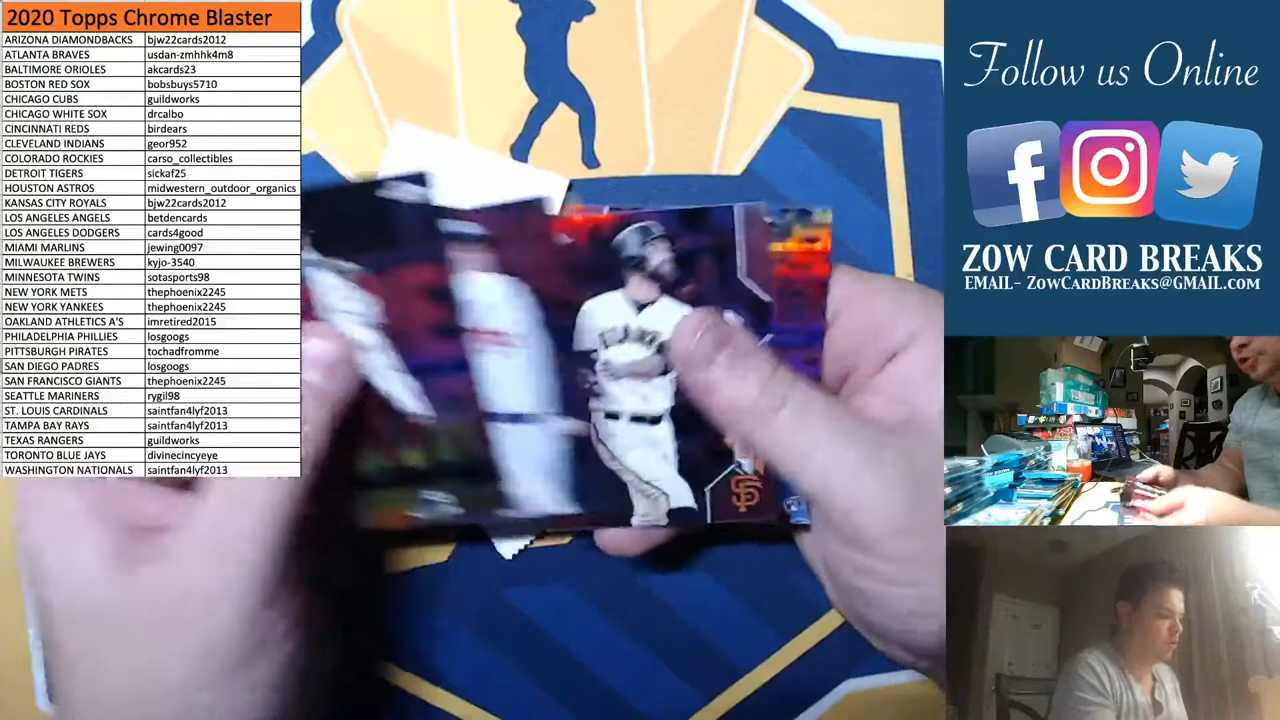 2020 Topps Chrome Blaster
ARIZONA DIAMONDBACKS bjw22cards2012
ATLANTA BRAVES usdan-zmhhk4m8
BALTIMORE ORIOLES akcards23
BOSTON RED SOX bobsbuys5710
CHICAGO CUBS guildworks
CHICAGO WHITE SOX drcalbo
CINCINNATI REDS birdears
CLEVELAND INDIANS geor952
COLORADO ROCKIES carso_collectibles
DETROIT TIGERS sickaf25
HOUSTON ASTROS midwestern_outdoor_organics
KANSAS CITY ROYALS bjw22cards2012
LOS ANGELES ANGELS betdencards
LOS ANGELES DODGERS cards4good
MIAMI MARLINS jewing0097
MILWAUKEE BREWERS kyjo-3540
MINNESOTA TWINS sotasports98
NEW YORK METS thephoenix2245
NEW YORK YANKEES thephoenix2245
OAKLAND ATHLETICS A'S imretired2015
PHILADELPHIA PHILLIES losgoogs
PITTSBURGH PIRATES tochadfromme
SAN DIEGO PADRES losgoogs
SAN FRANCISCO GIANTS thephoenix2245
SEATTLE MARINERS rygil98
ST. LOUIS CARDINALS saintfan4lyf2013
TAMPA BAY RAYS saintfan4lyf2013
TEXAS RANGERS guildworks
TORONTO BLUE JAYS divinecincyeye
WASHINGTON NATIONALS saintfan4lyf2013
SF
Follow us Online
ZOW CARD BREAKS
EMAIL- ZOWCARDBREAKS@GMAIL.COM